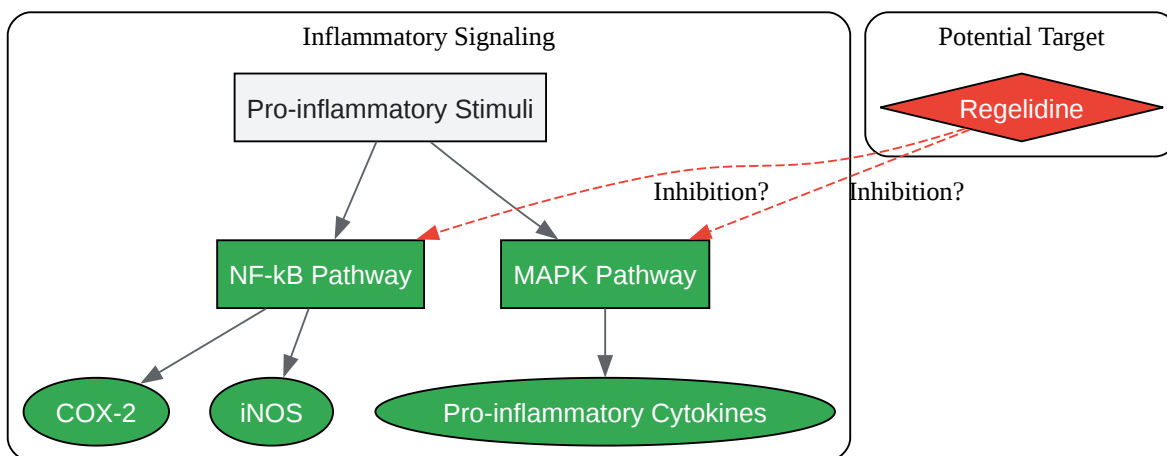 Inflammatory Signaling
Potential Target
Pro-inflammatory Stimuli
Regelidine
Inhibition?
Inhibition?
NF-kB Pathway
MAPK Pathway
COX-2
iNOS
Pro-inflammatory Cytokines